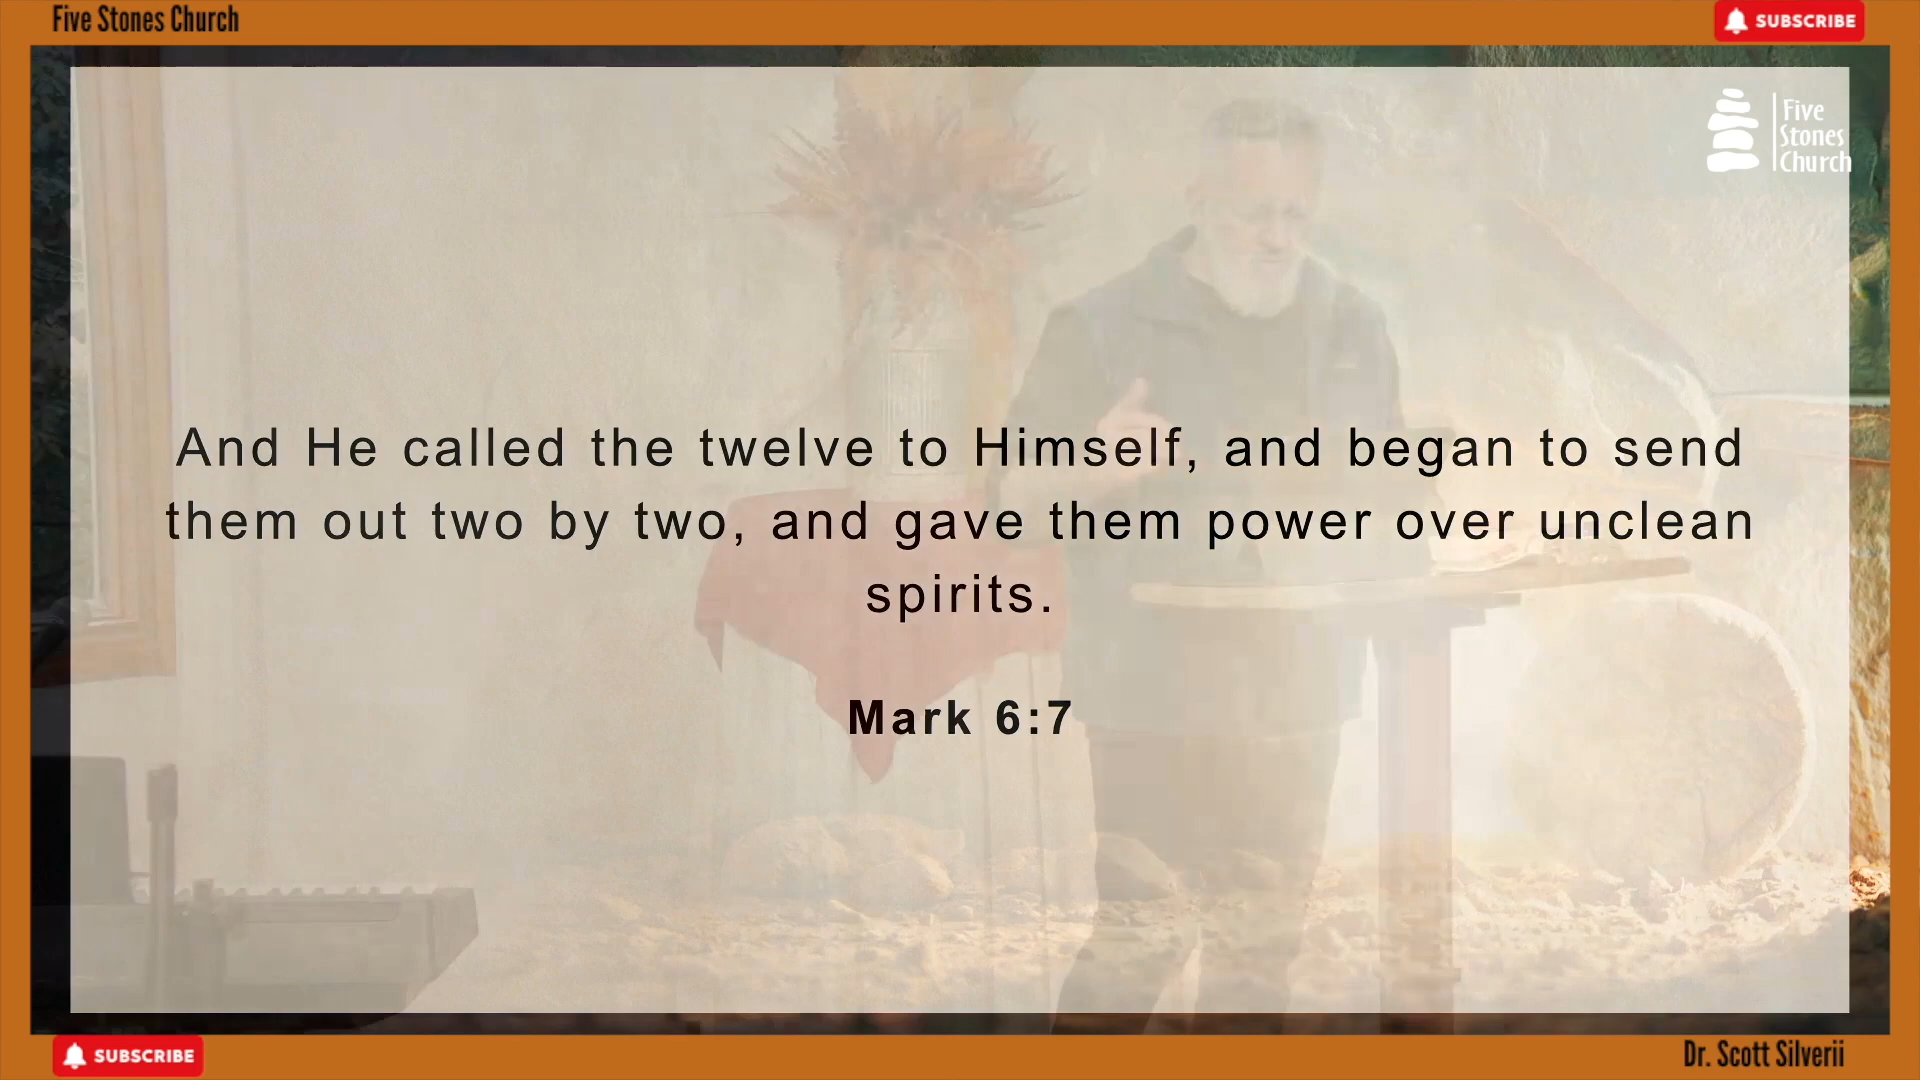 Five Stones Church
SUBSCRIBE
Five
Stones
Church
And He called the twelve to Himself, and began to send
them out two by two, and gave them power over unclean
spirits.
Mark 6:7
SUBSCRIBE
Dr. Scott Silverii